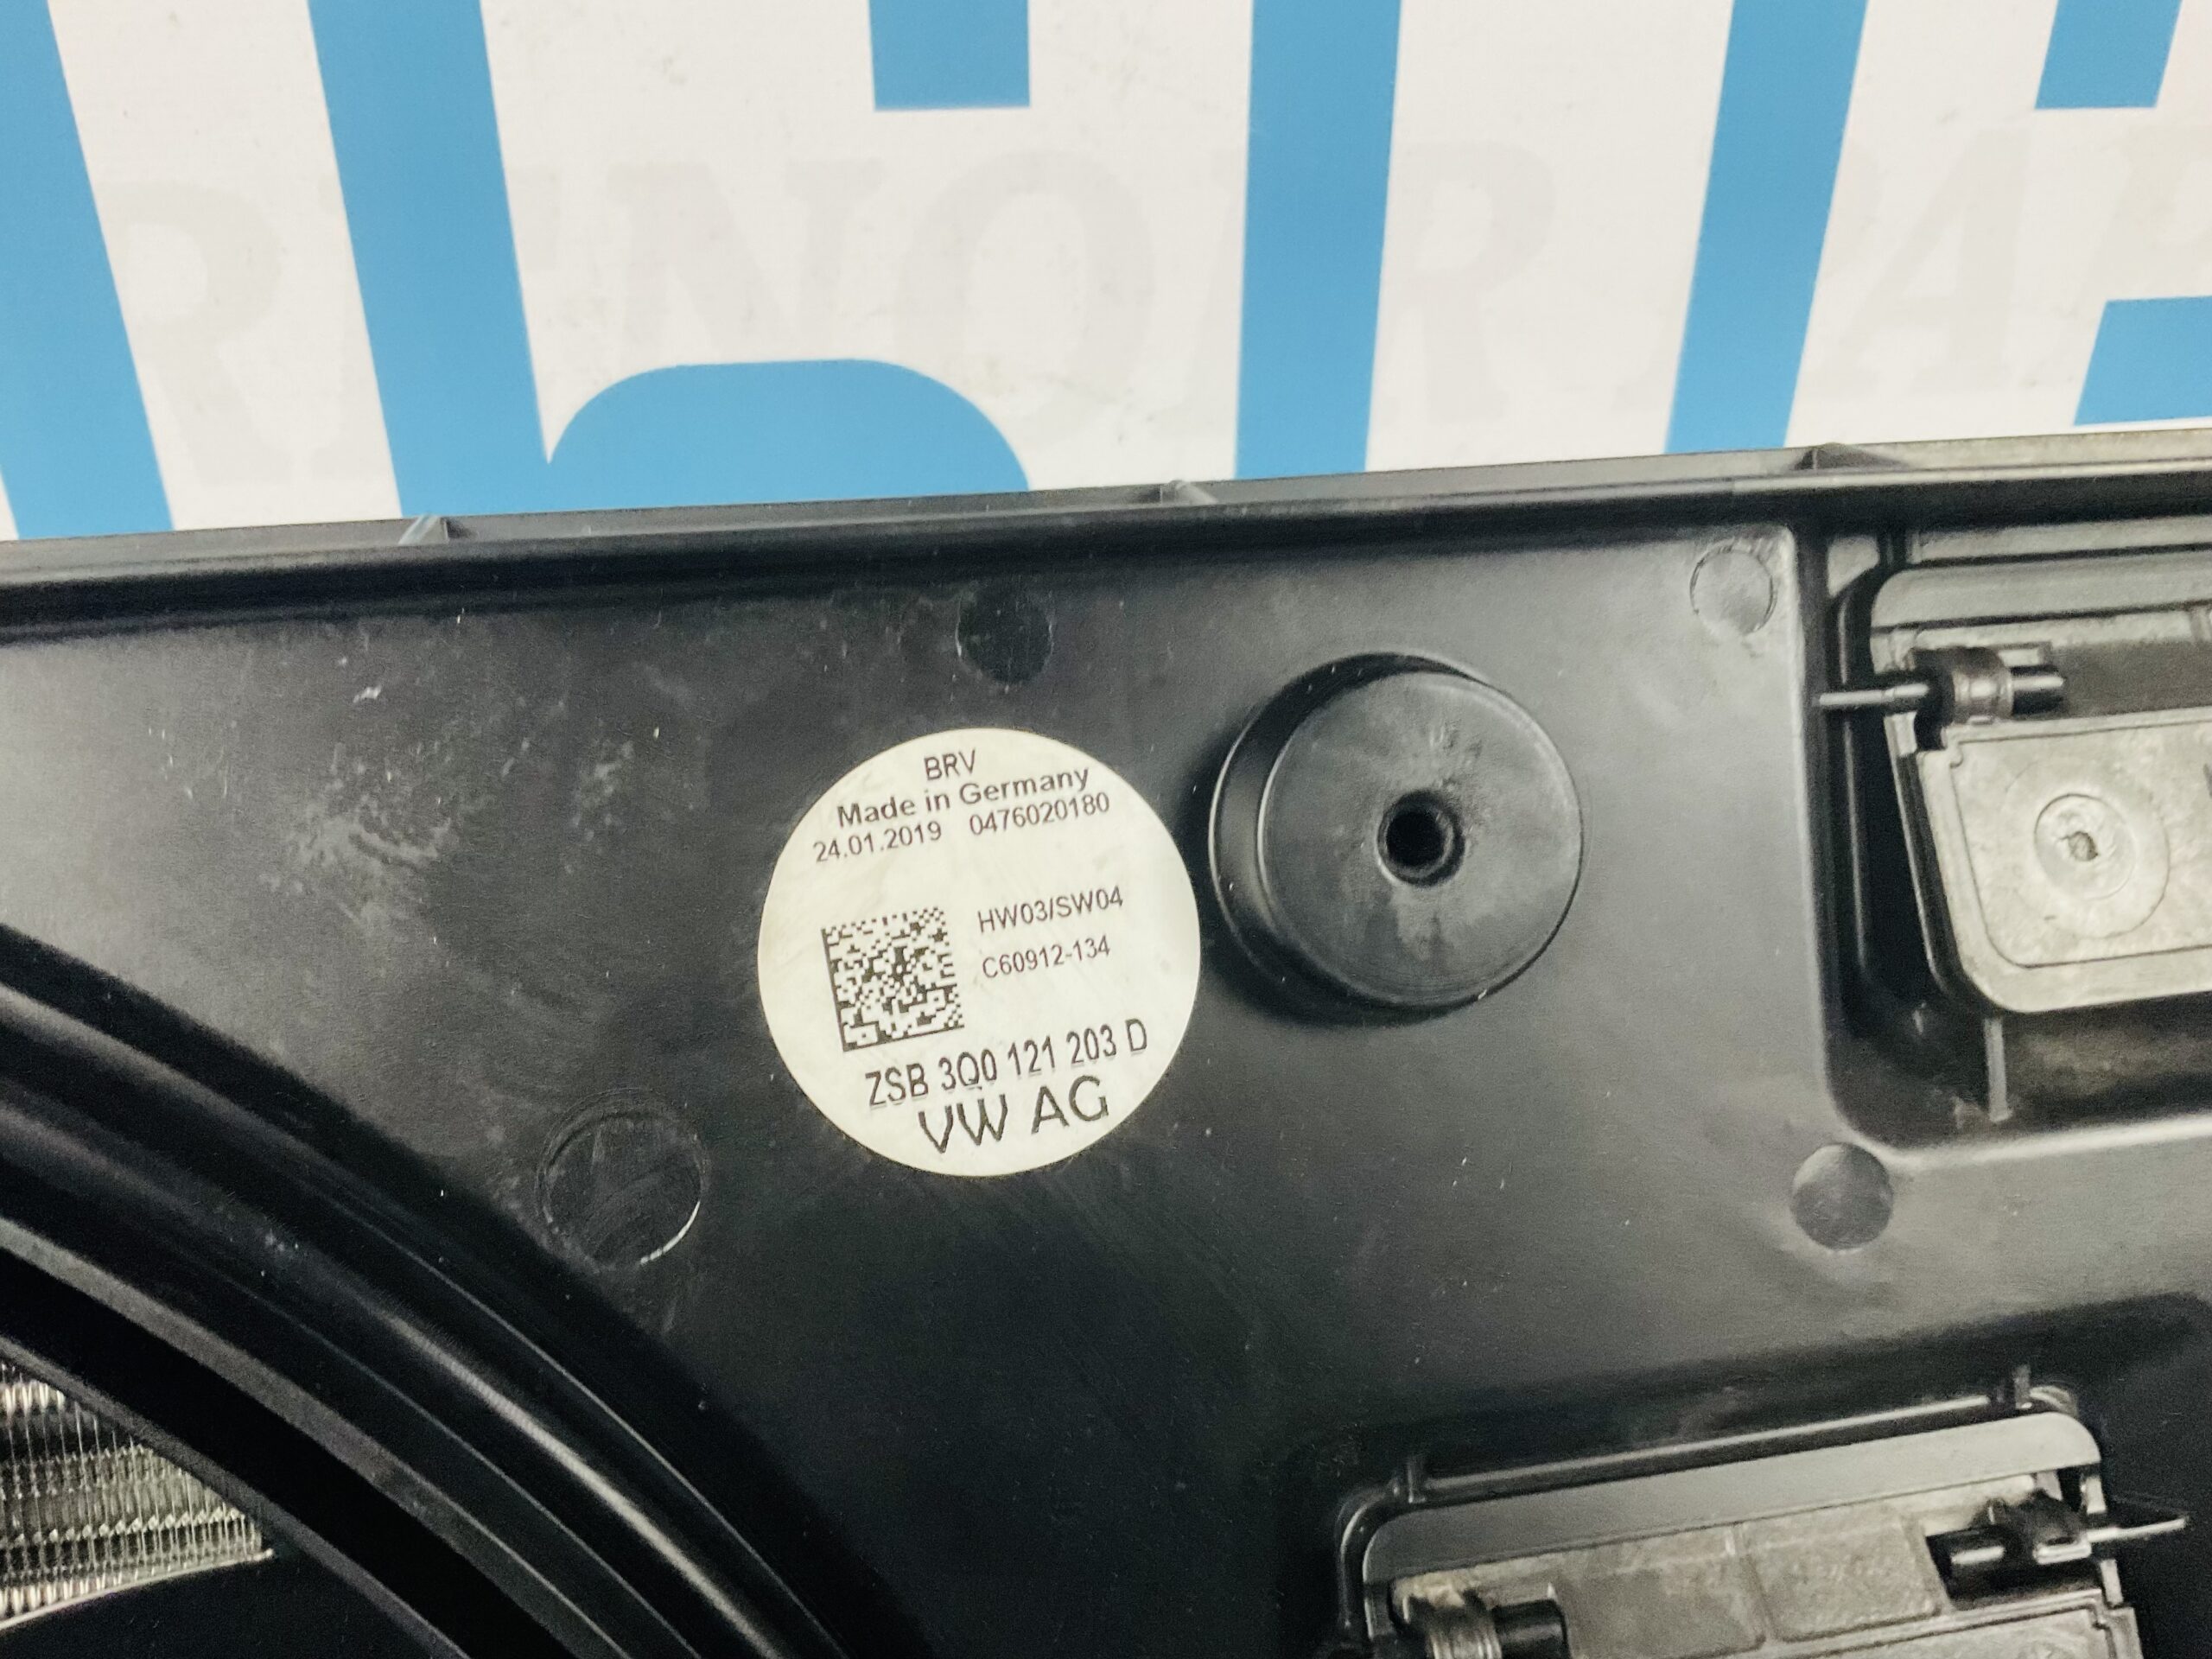 BRV
Made in Germany
24.01.2019 0476020180
HW03/SW04
C60912-134
ZSB 3Q0 121 203 D
VW AG